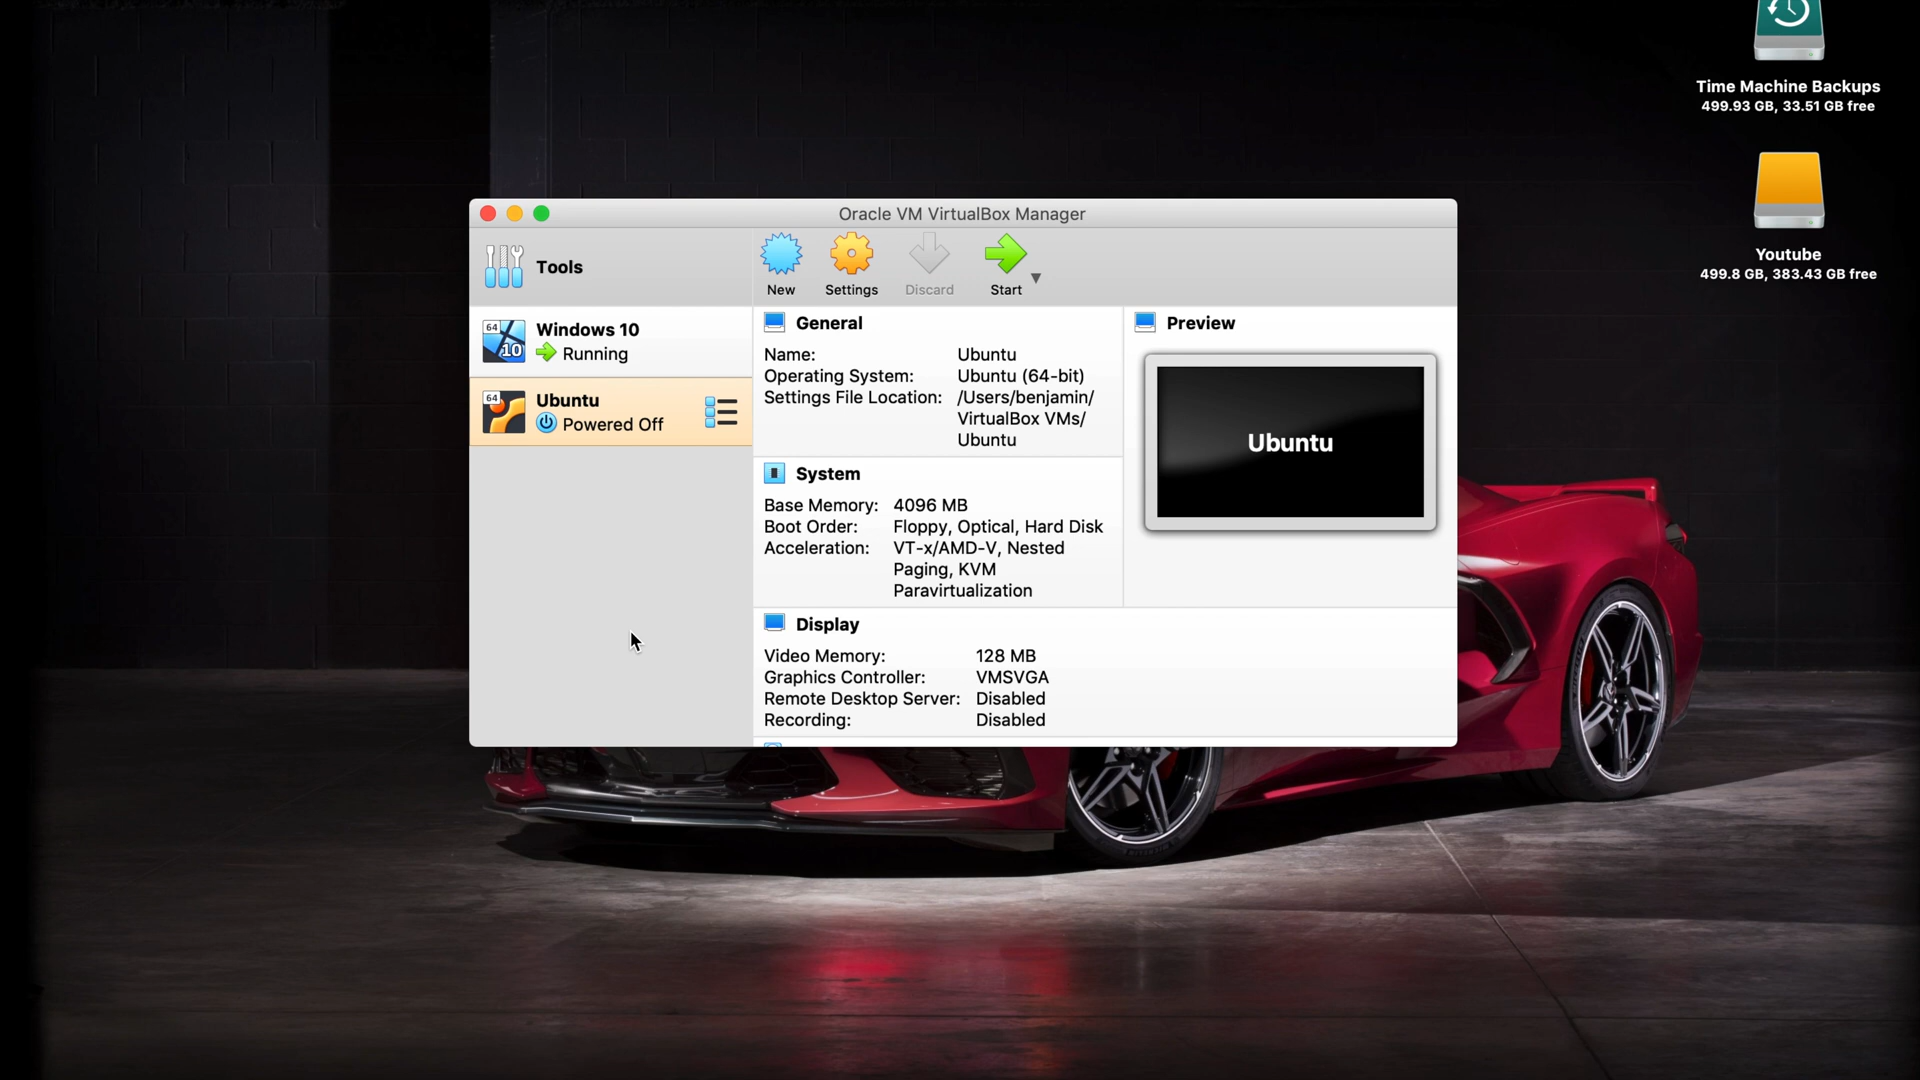 Time Machine Backups
499.93 GB, 33.51 GB free
Youtube
499.8 GB, 383.43 GB free
Oracle VM VirtualBox Manager
Tools
New
Settings
Discard
Start
64
10
Windows 10
Running
64
Ubuntu
Powered Off
General
Name: Ubuntu
Operating System: Ubuntu (64-bit)
Settings File Location: /Users/benjamin/
VirtualBox VMs/
Ubuntu
Preview
Ubuntu
System
Base Memory: 4096 MB
Boot Order: Floppy, Optical, Hard Disk
Acceleration: VT-x/AMD-V, Nested
Paging, KVM
Paravirtualization
Display
Video Memory: 128 MB
Graphics Controller: VMSVGA
Remote Desktop Server: Disabled
Recording: Disabled